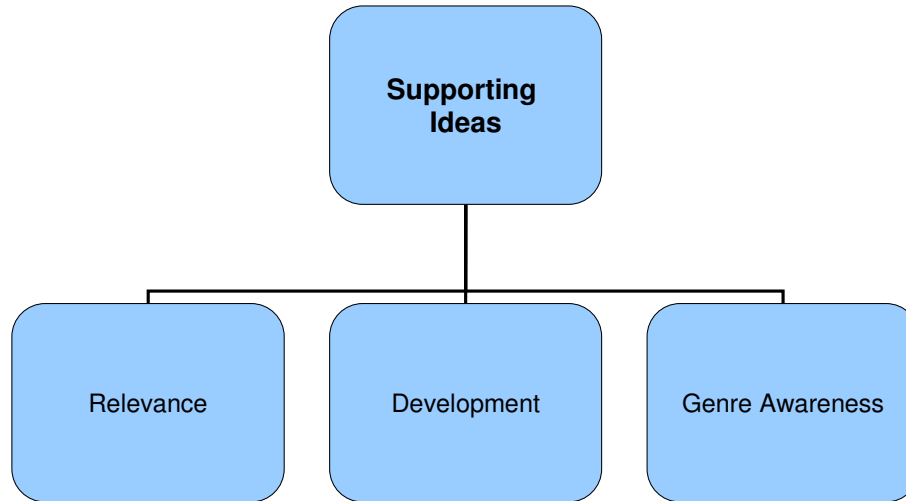 Supporting
Ideas
Relevance
Development
Genre Awareness